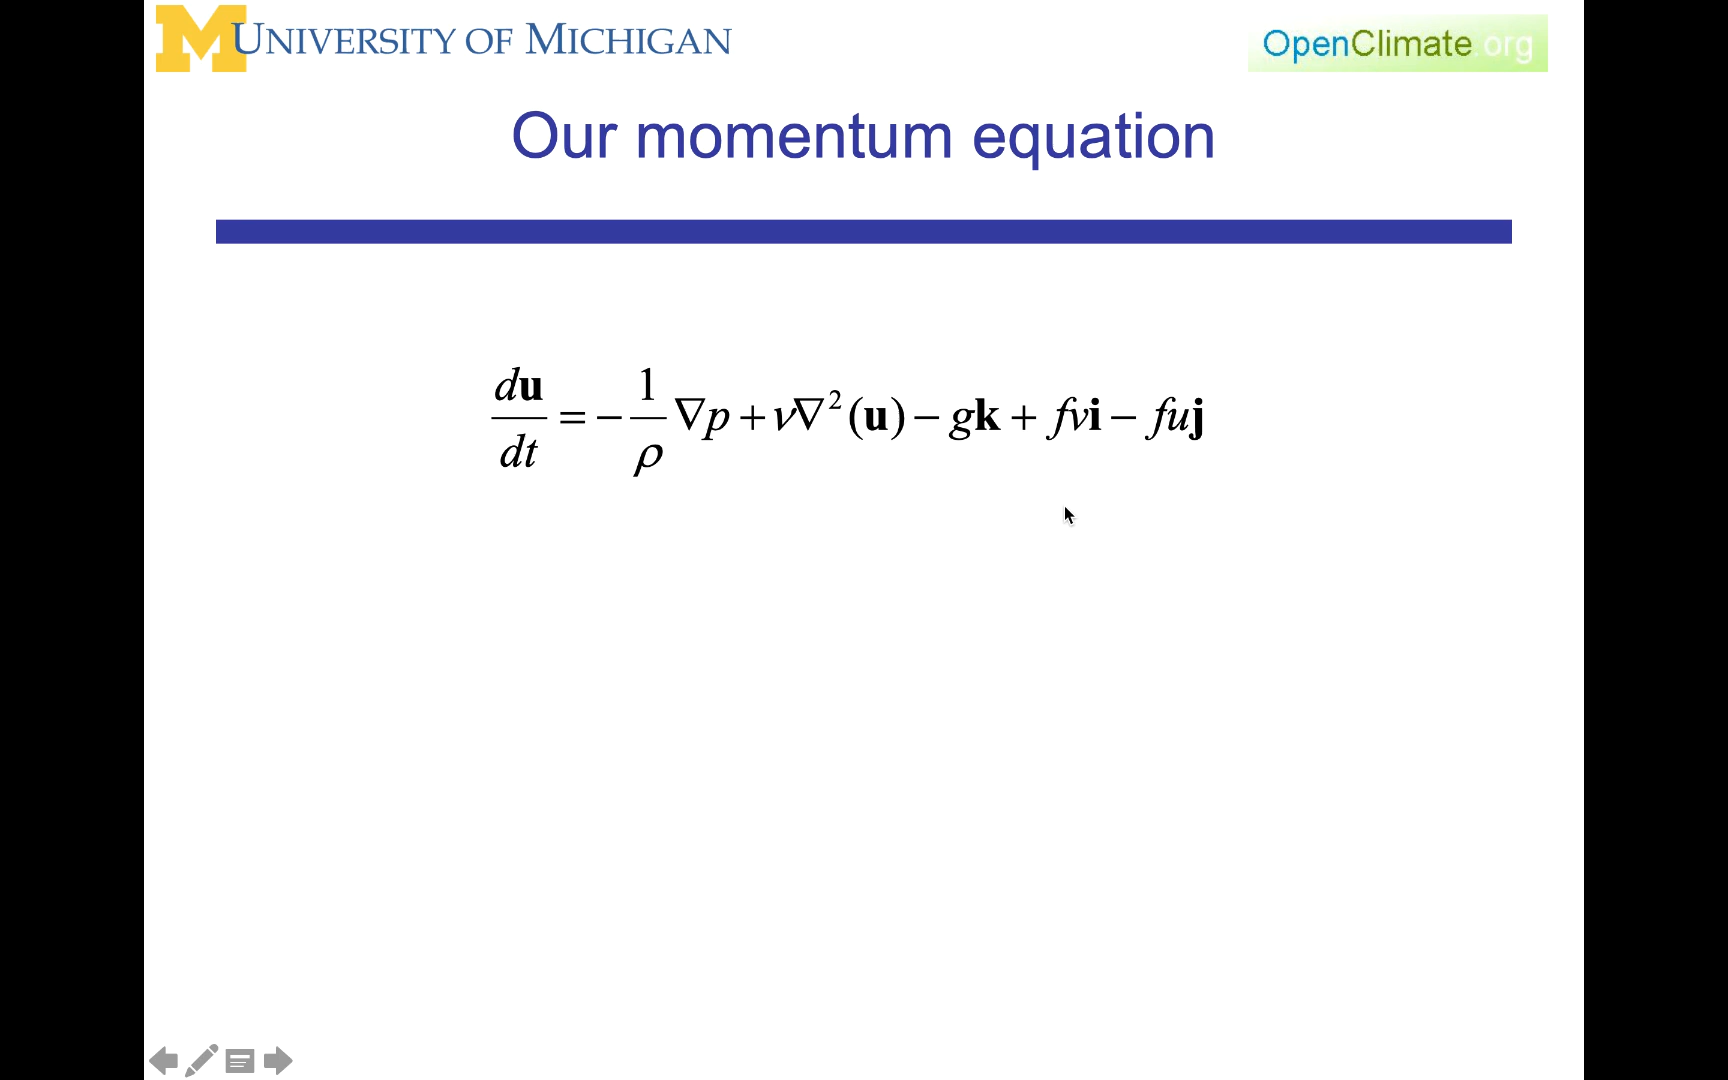 M UNIVERSITY OF MICHIGAN
OpenClimate.org
Our momentum equation
d𝐮/dt = −1/ρ ∇p + ν∇²(𝐮) − g𝐤 + fv𝐢 − fu𝐣